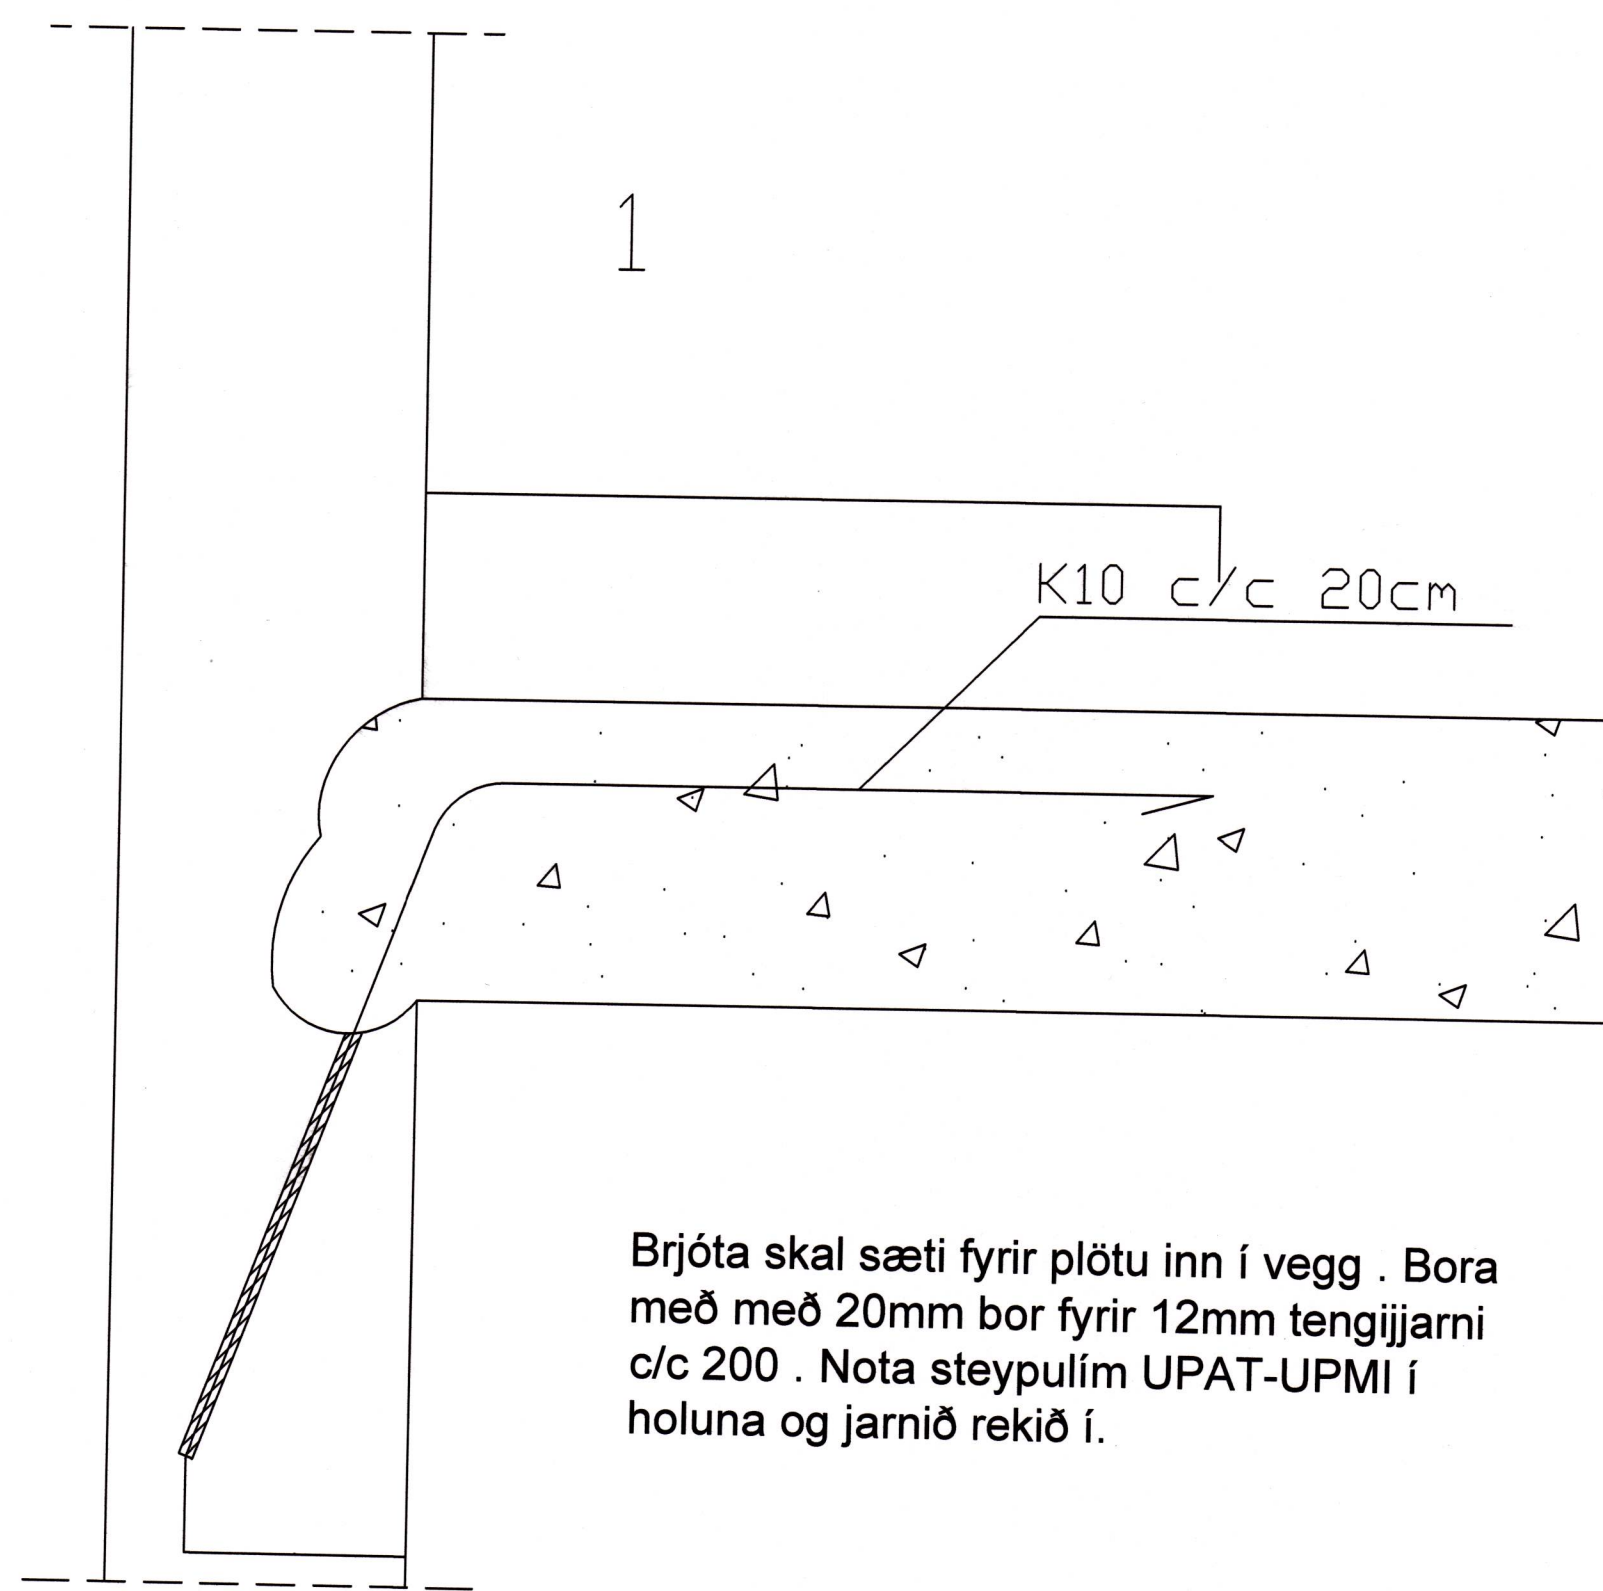 1
K10 c/c 20cm
Brjóta skal sæti fyrir plötu inn í vegg . Bora
með með 20mm bor fyrir 12mm tengijjarni
c/c 200 . Nota steypulím UPAT-UPMI í
holuna og jarnið rekið í.